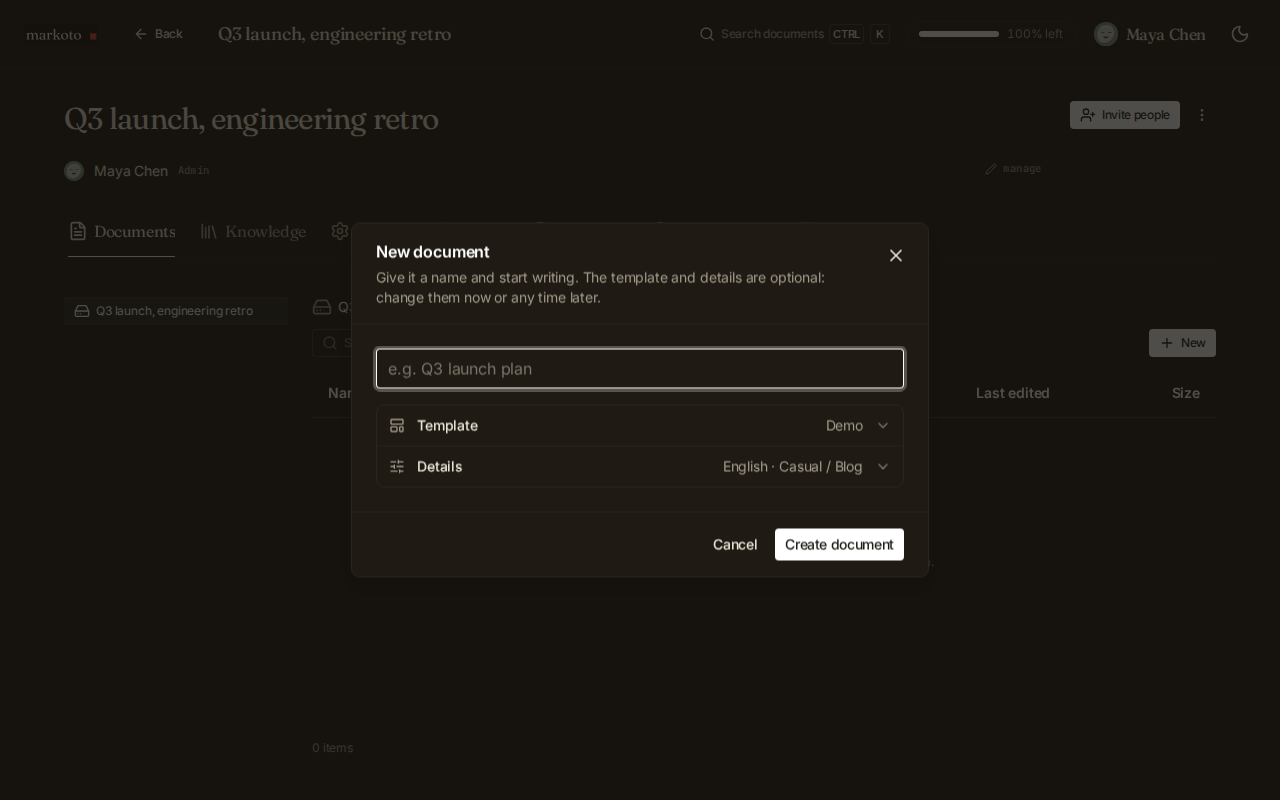 markoto
Back
Q3 launch, engineering retro
Search documents CTRL K
100% left
Maya Chen
Q3 launch, engineering retro
Invite people
Maya Chen Admin
manage
Documents
Knowledge
New document
Give it a name and start writing. The template and details are optional:
change them now or any time later.
Q3 launch, engineering retro
e.g. Q3 launch plan
New
Last edited
Size
Template Demo
Details English · Casual / Blog
Cancel
Create document
0 items